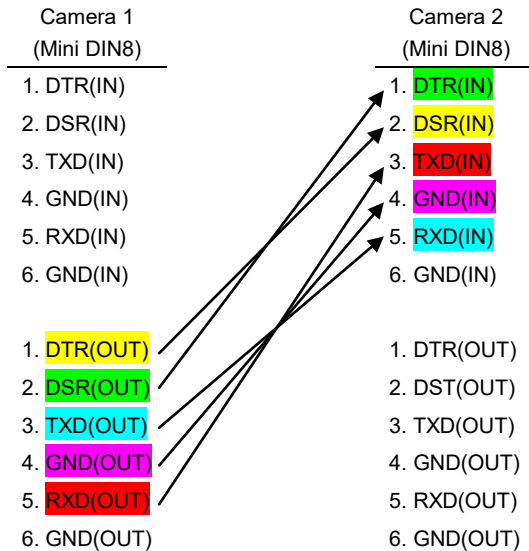 Camera 1
(Mini DIN8)
1. DTR(IN)
2. DSR(IN)
3. TXD(IN)
4. GND(IN)
5. RXD(IN)
6. GND(IN)
1. DTR(OUT)
2. DSR(OUT)
3. TXD(OUT)
4. GND(OUT)
5. RXD(OUT)
6. GND(OUT)
Camera 2
(Mini DIN8)
1. DTR(IN)
2. DSR(IN)
3. TXD(IN)
4. GND(IN)
5. RXD(IN)
6. GND(IN)
1. DTR(OUT)
2. DST(OUT)
3. TXD(OUT)
4. GND(OUT)
5. RXD(OUT)
6. GND(OUT)